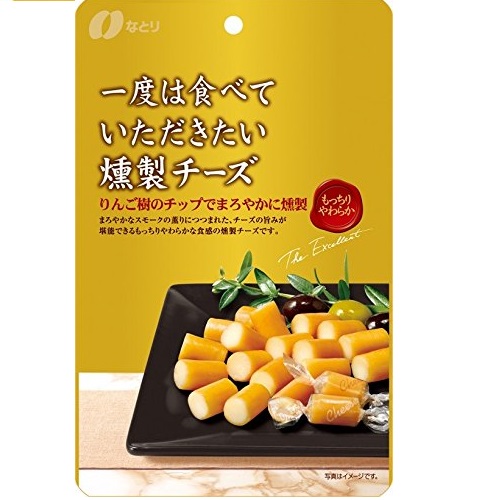 なとり
一度は食べて
いただきたい
燻製チーズ
りんご樹のチップでまろやかに燻製
もっちり
やわらか
まろやかなスモークの薫りにつつまれた、チーズの旨みが
堪能できるもっちりやわらかな食感の燻製チーズです。
The Excellent
Cheese
写真はイメージです。